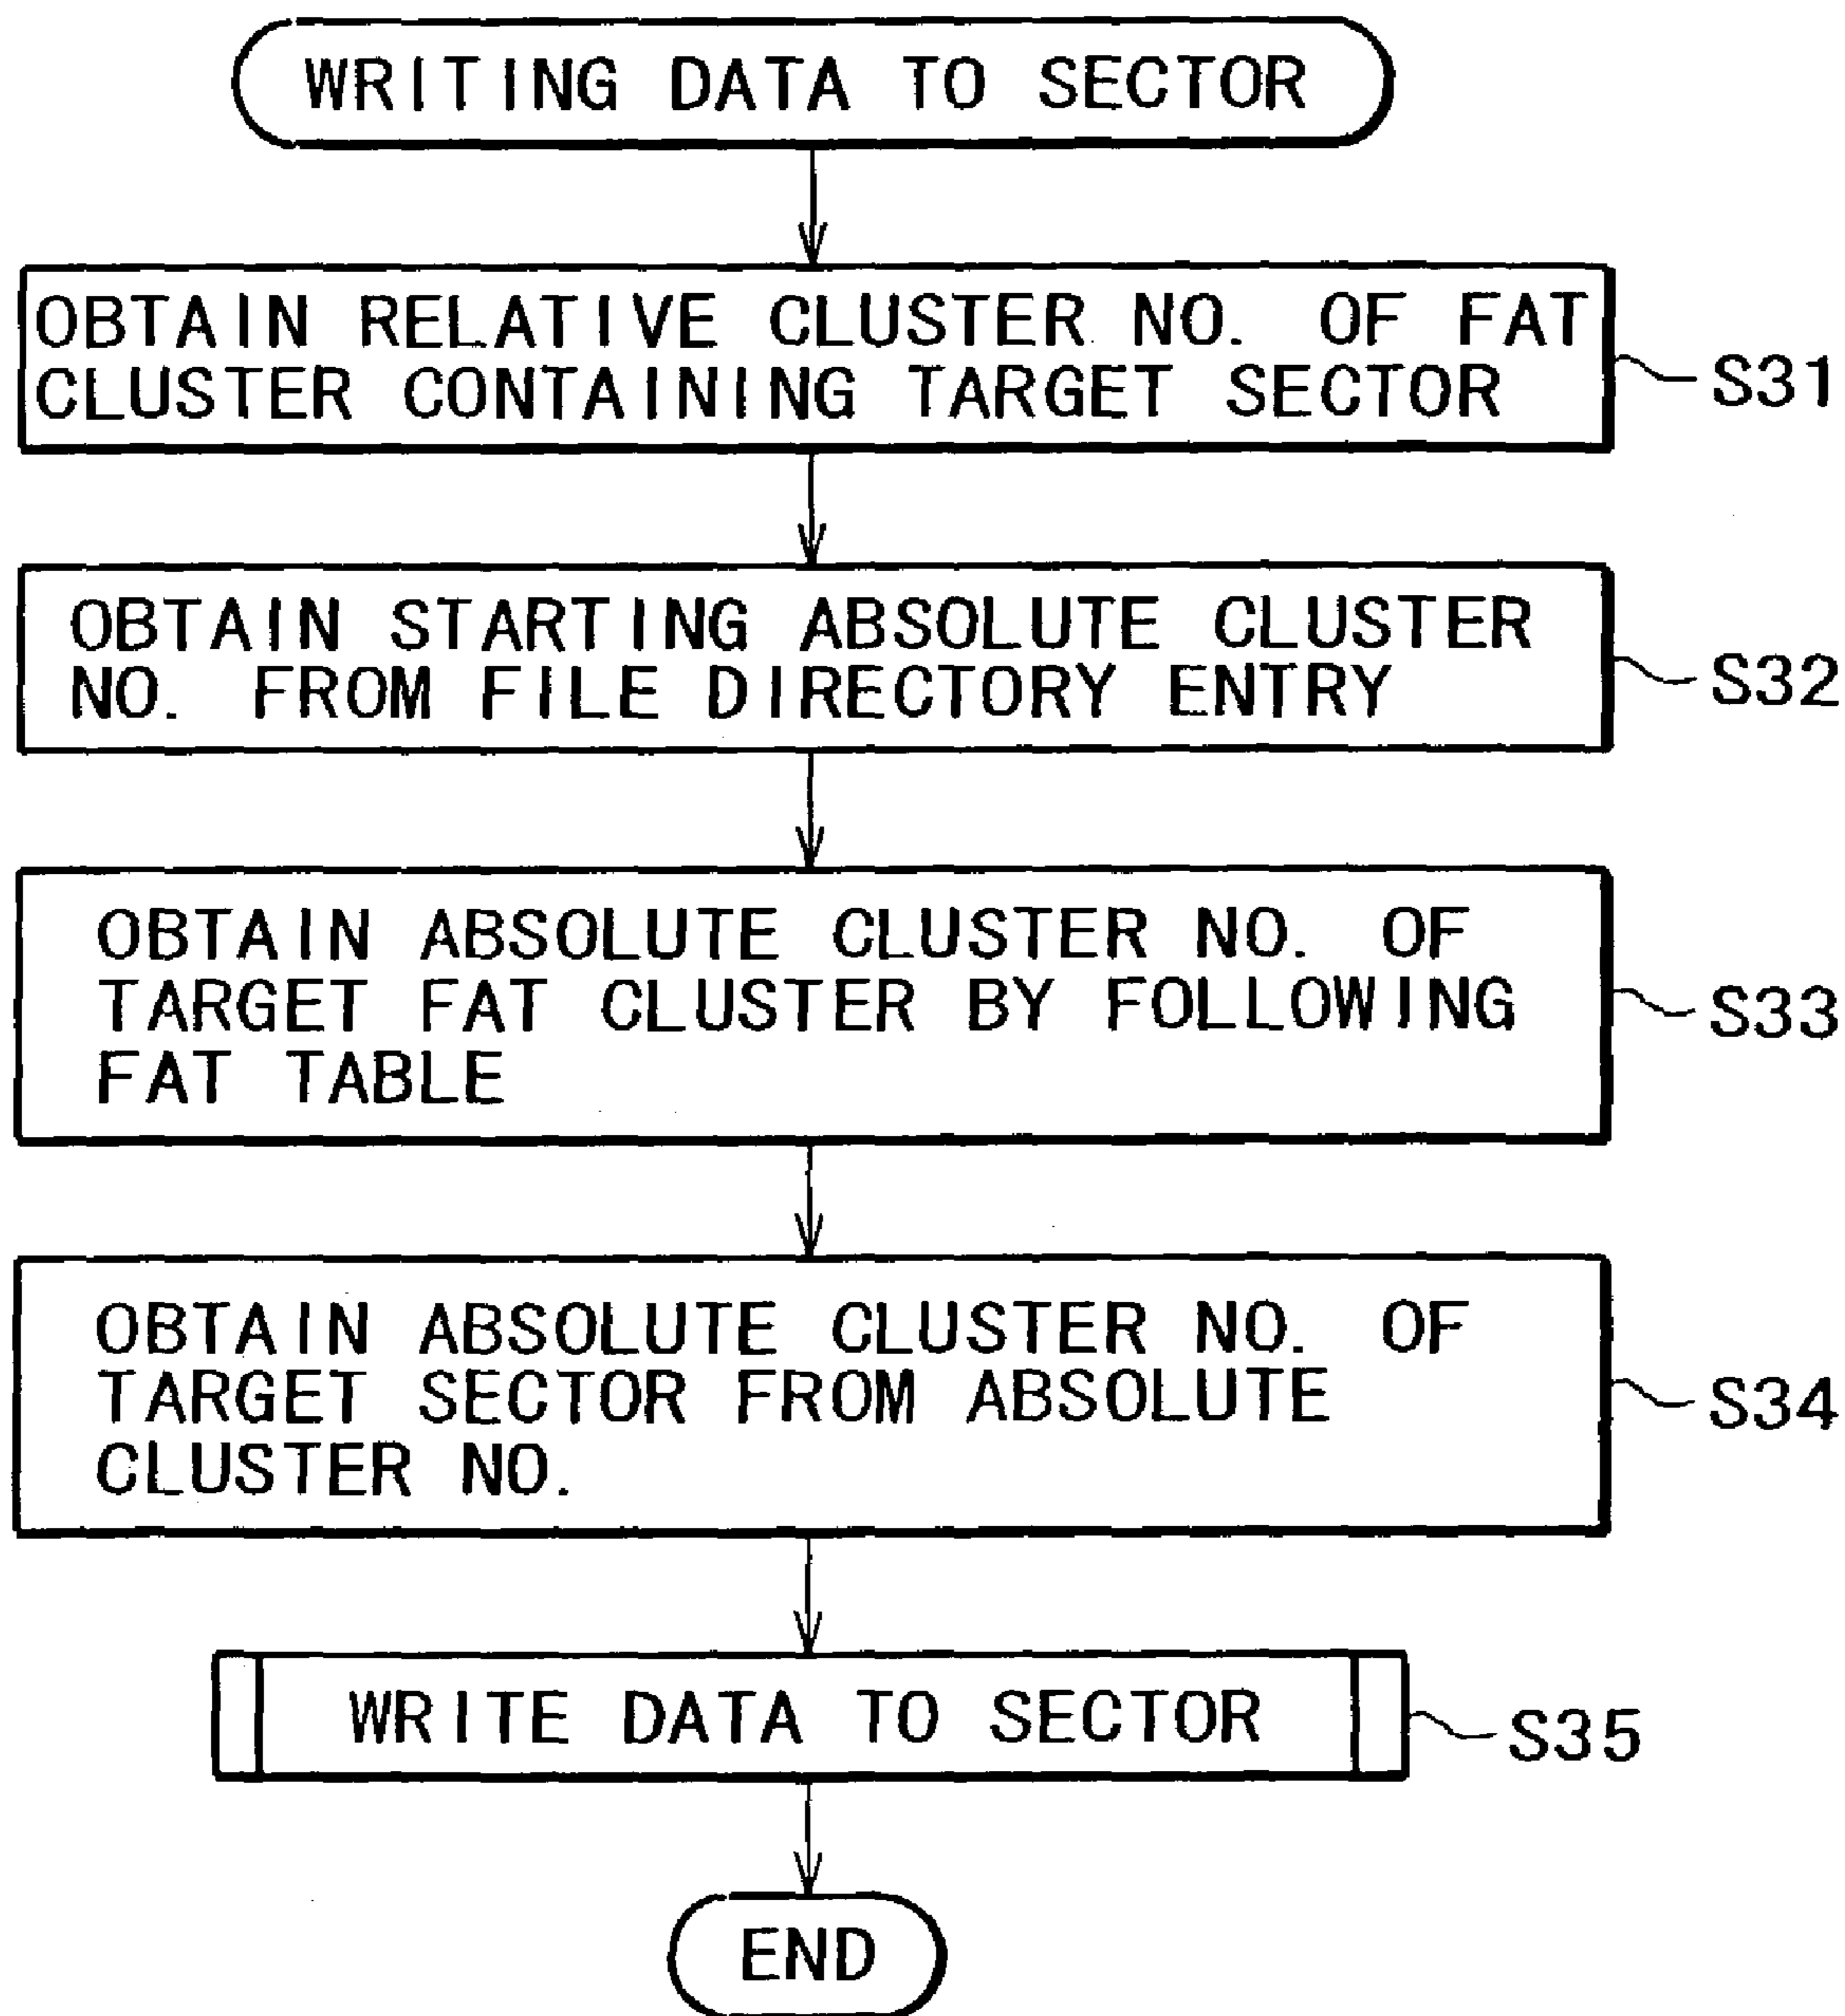 WRITING DATA TO SECTOR
OBTAIN RELATIVE CLUSTER NO. OF FAT
CLUSTER CONTAINING TARGET SECTOR
S31
OBTAIN STARTING ABSOLUTE CLUSTER
NO. FROM FILE DIRECTORY ENTRY
S32
OBTAIN ABSOLUTE CLUSTER NO. OF
TARGET FAT CLUSTER BY FOLLOWING
FAT TABLE
S33
OBTAIN ABSOLUTE CLUSTER NO. OF
TARGET SECTOR FROM ABSOLUTE
CLUSTER NO.
S34
WRITE DATA TO SECTOR
S35
END